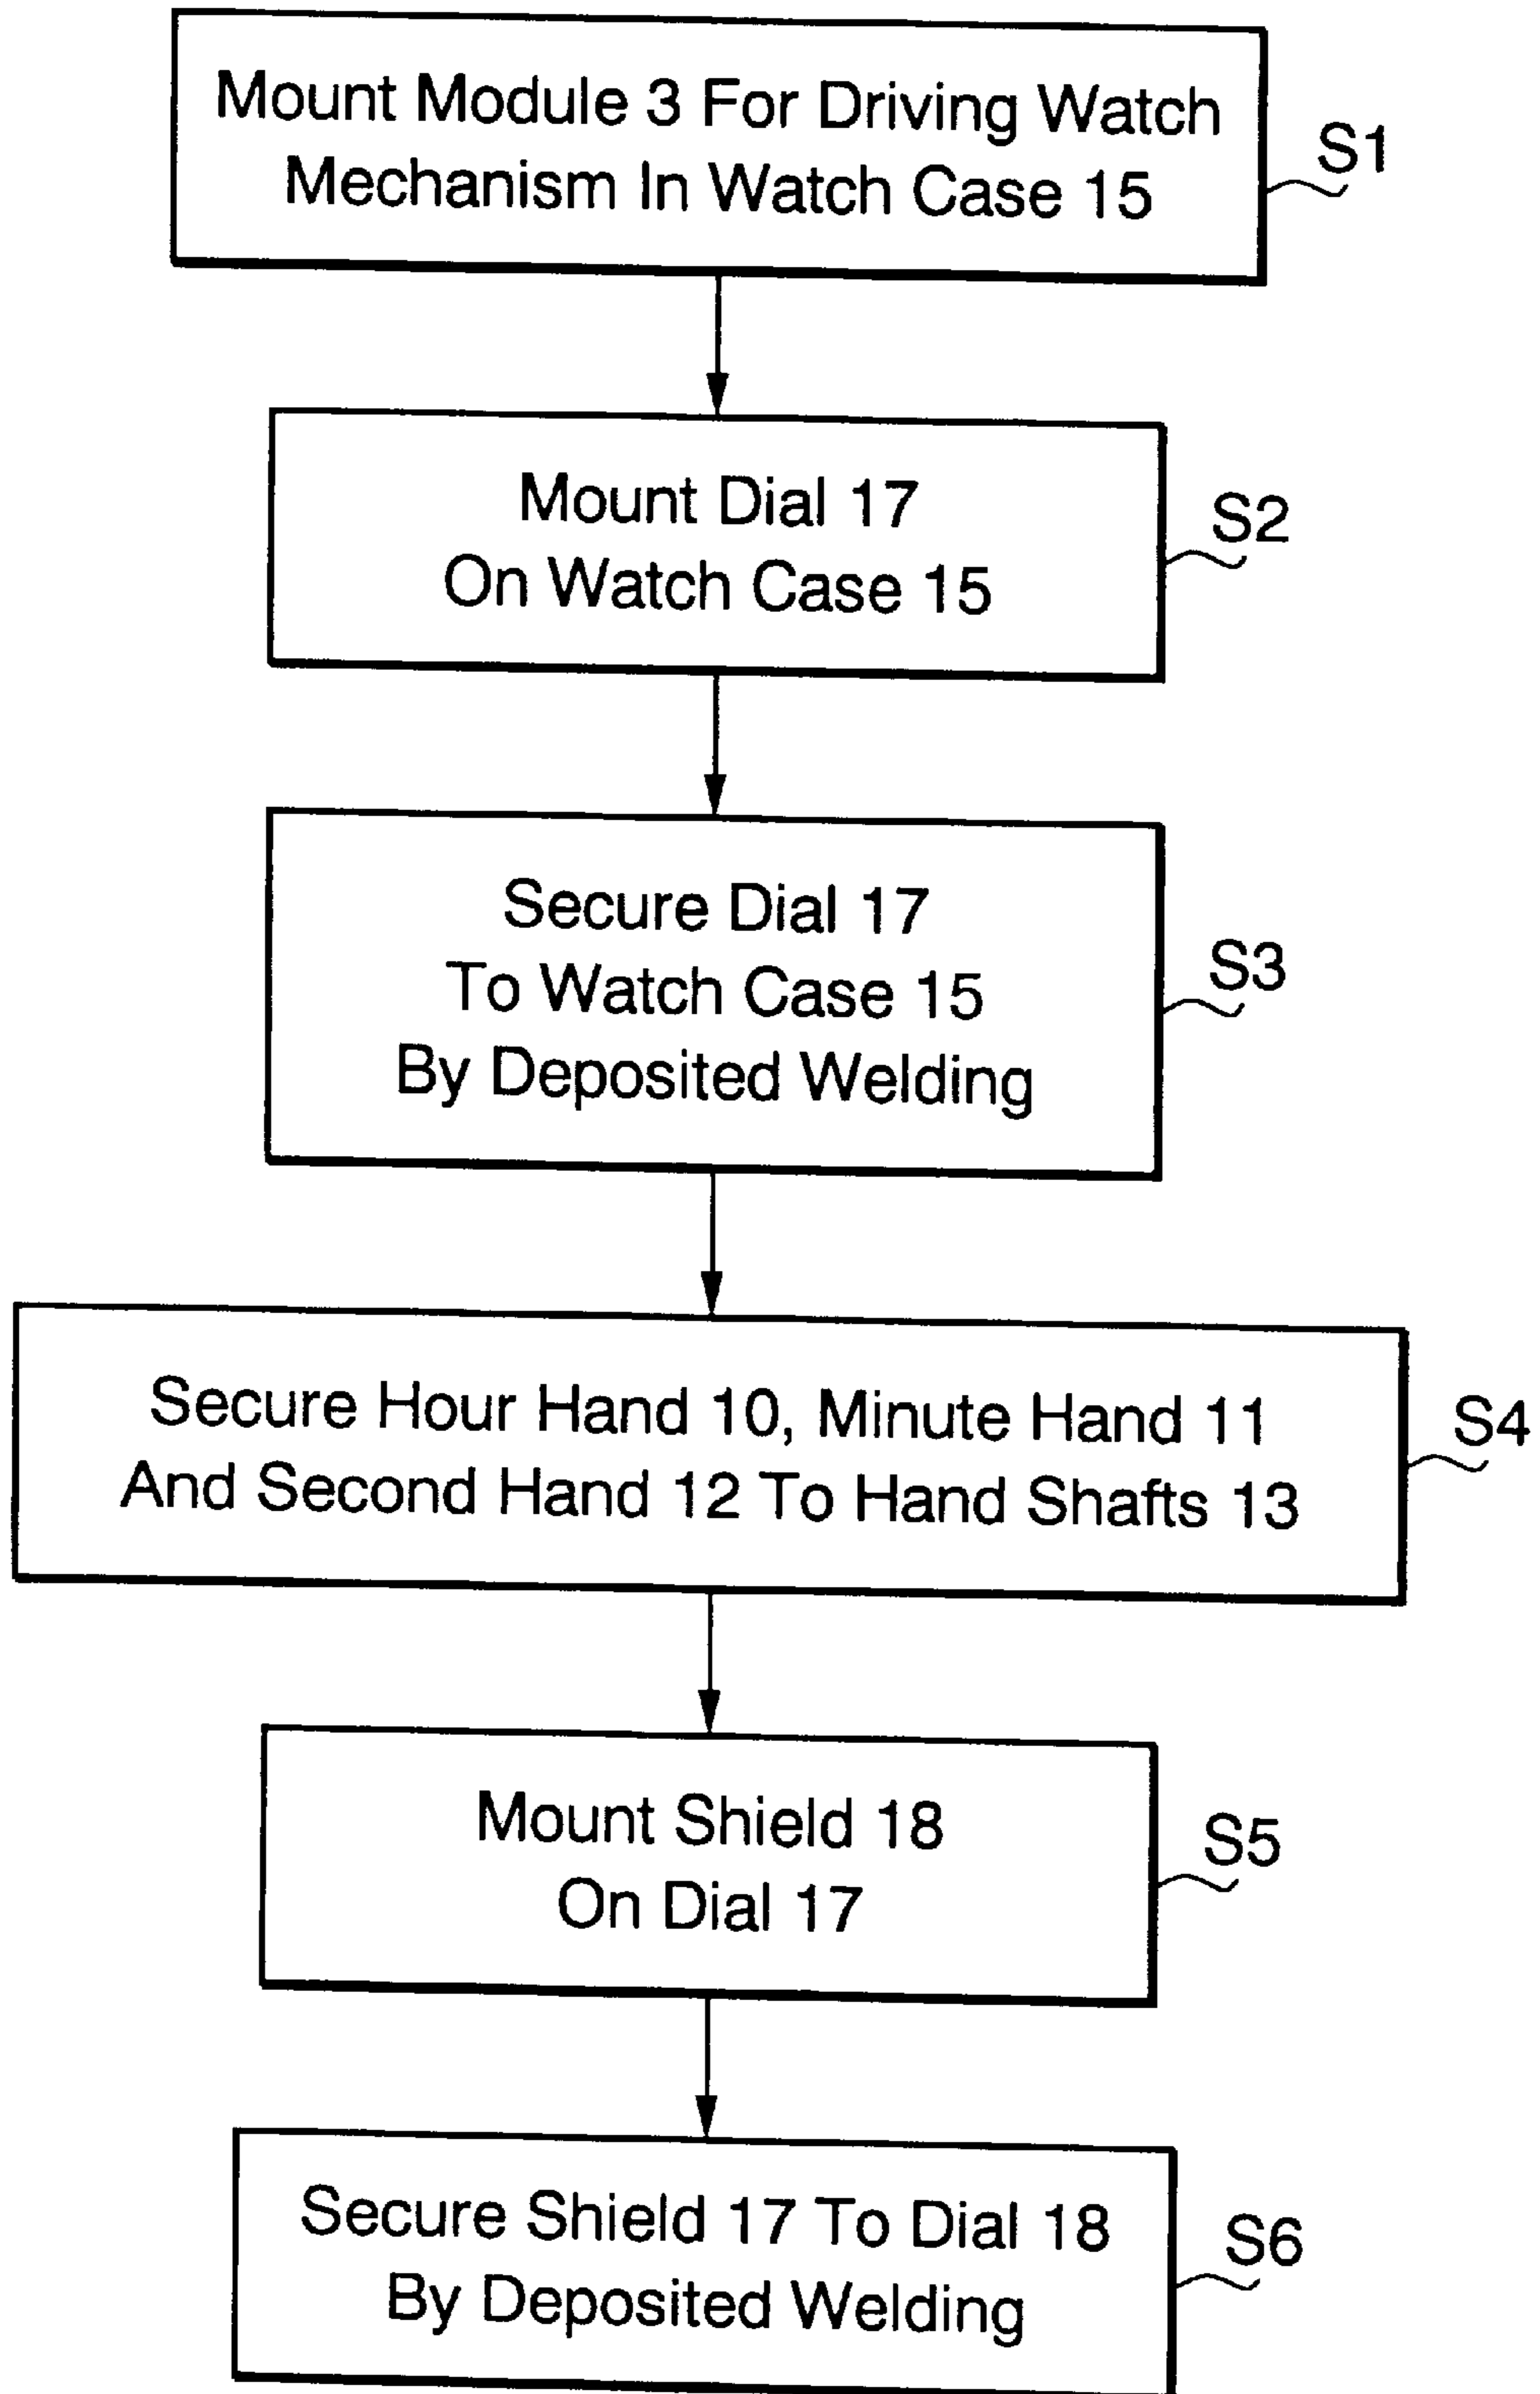 Mount Module 3 For Driving Watch
Mechanism In Watch Case 15
S1
Mount Dial 17
On Watch Case 15
S2
Secure Dial 17
To Watch Case 15
By Deposited Welding
S3
Secure Hour Hand 10, Minute Hand 11
And Second Hand 12 To Hand Shafts 13
S4
Mount Shield 18
On Dial 17
S5
Secure Shield 17 To Dial 18
By Deposited Welding
S6